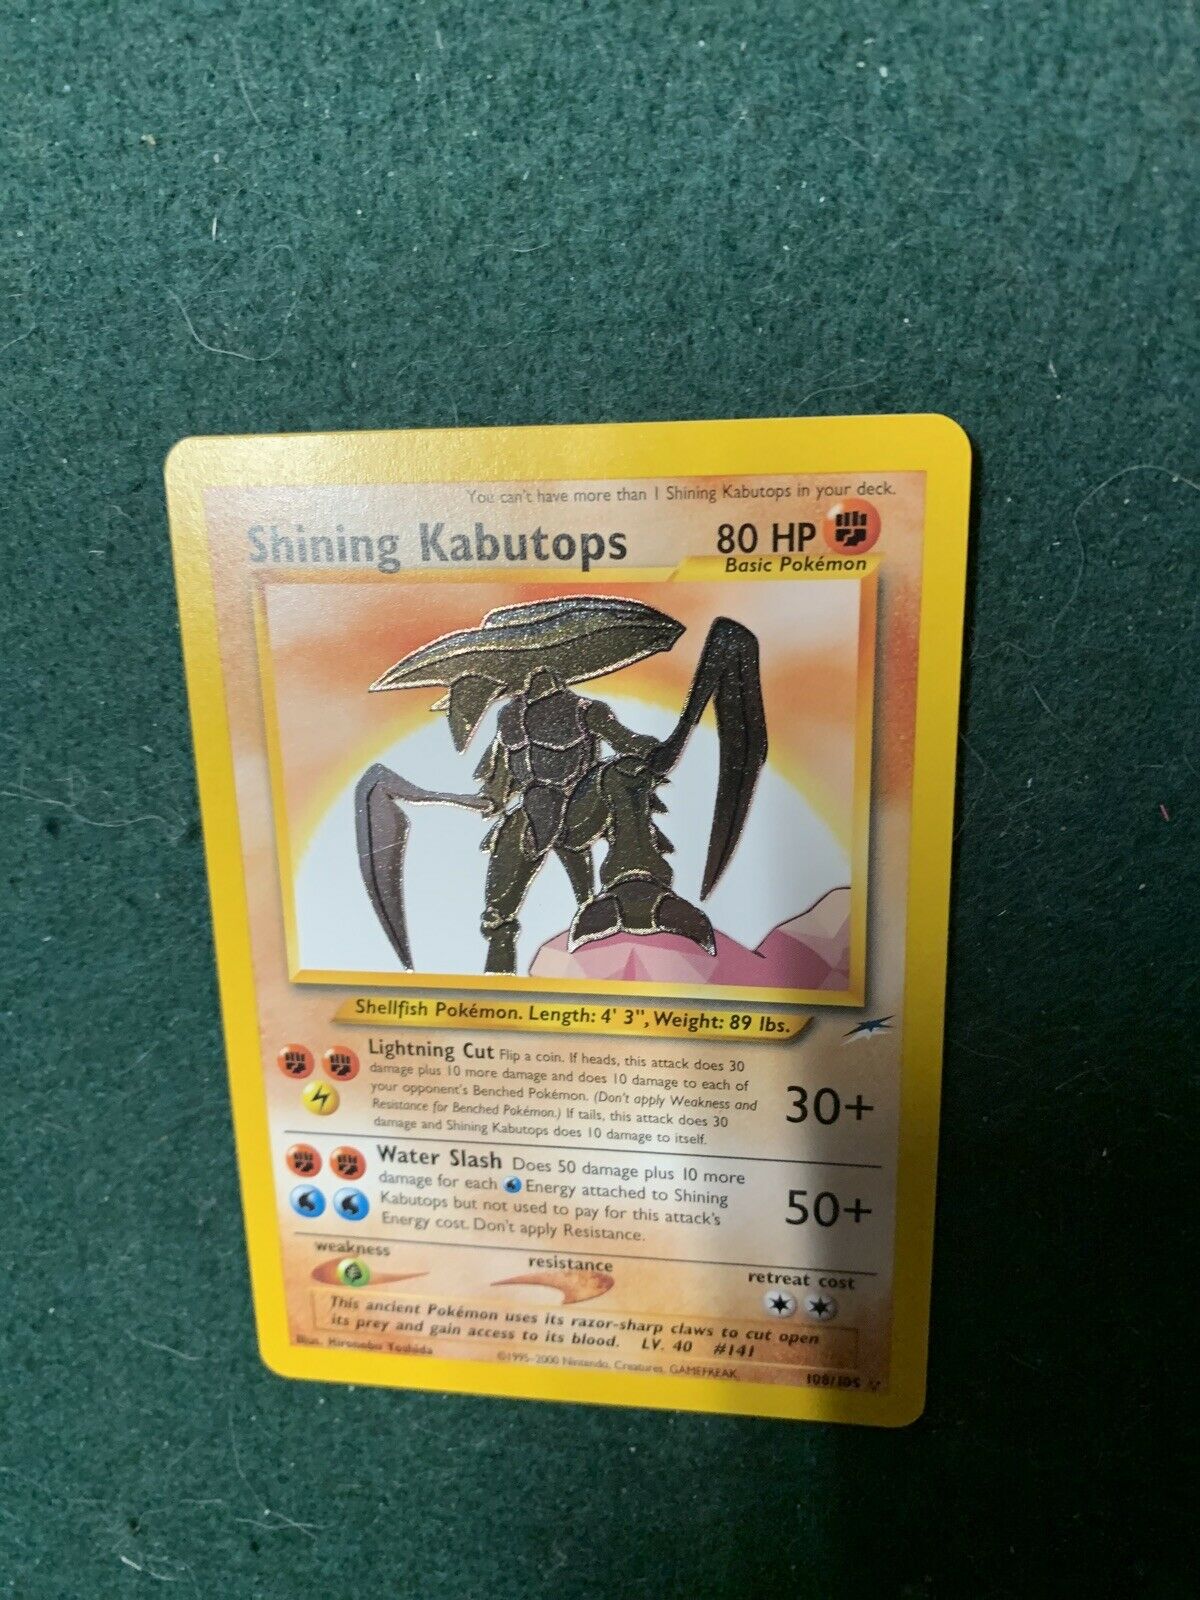 You can't have more than 1 Shining Kabutops in your deck.
Shining Kabutops 80 HP
Basic Pokémon
Shellfish Pokémon. Length: 4' 3", Weight: 89 lbs.
Lightning Cut Flip a coin. If heads, this attack does 30
damage plus 10 more damage and does 10 damage to each of
your opponent's Benched Pokémon. (Don't apply Weakness and
Resistance for Benched Pokémon.) If tails, this attack does 30
damage and Shining Kabutops does 10 damage to itself.
30+
Water Slash Does 50 damage plus 10 more
damage for each Energy attached to Shining
Kabutops but not used to pay for this attack's
Energy cost. Don't apply Resistance.
50+
weakness
resistance
retreat cost
This ancient Pokémon uses its razor-sharp claws to cut open
its prey and gain access to its blood. LV. 40 #141
Illus. Hironobu Yoshida
©1995-2000 Nintendo, Creatures, GAMEFREAK.
108/105